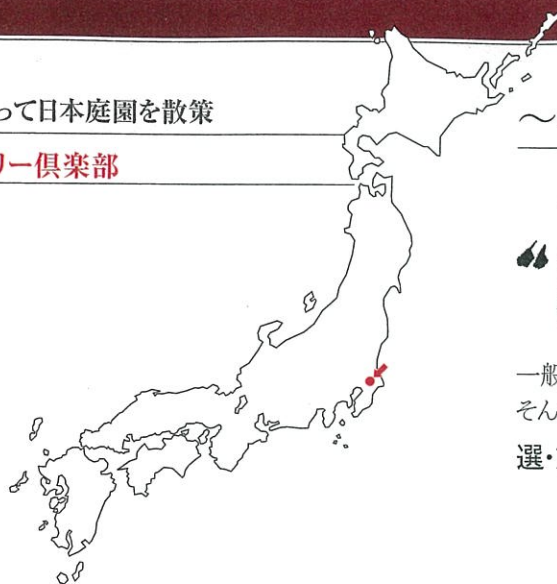 って日本庭園を散策
リー倶楽部
〜
“
一般
そん
選・